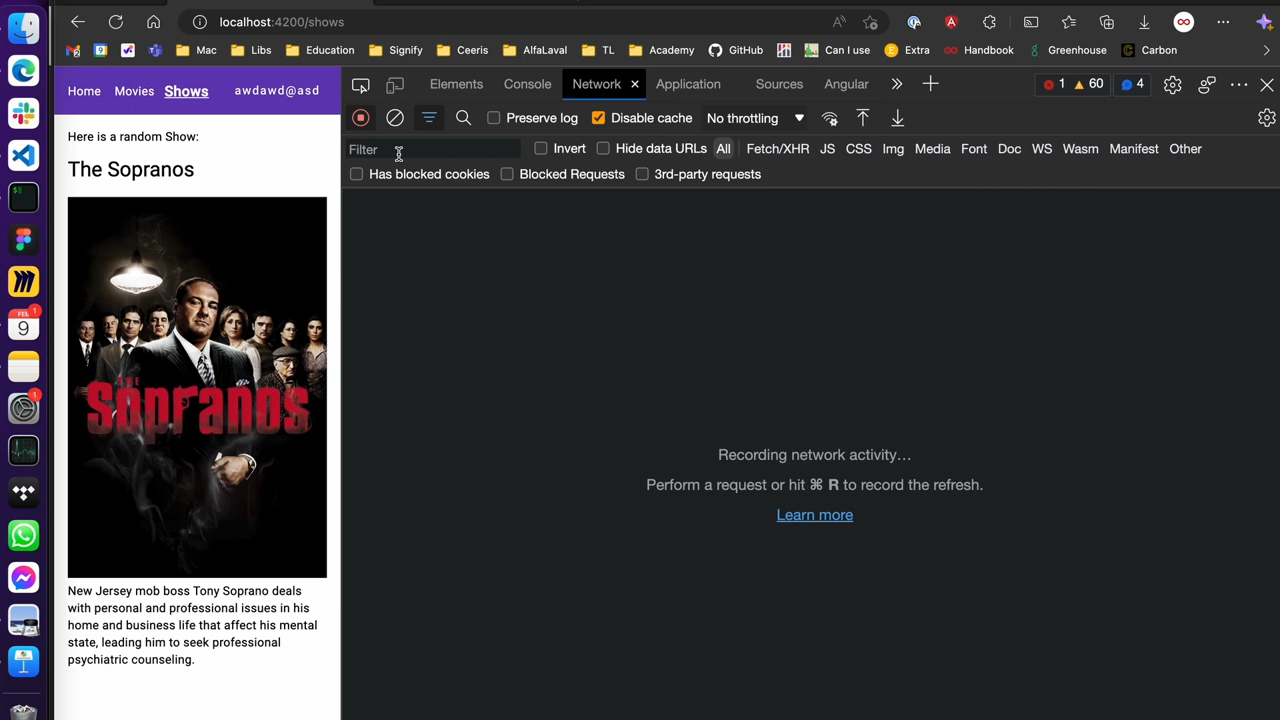 localhost:4200/shows
Mac Libs Education Signify Ceeris AlfaLaval TL Academy GitHub Can I use Extra Handbook Greenhouse Carbon
Home Movies Shows awdawd@asd
Elements Console Network Application Sources Angular 1 60 4
Preserve log Disable cache No throttling
Filter Invert Hide data URLs All Fetch/XHR JS CSS Img Media Font Doc WS Wasm Manifest Other
Has blocked cookies Blocked Requests 3rd-party requests
Here is a random Show:
The Sopranos
THE
Sopranos
New Jersey mob boss Tony Soprano deals
with personal and professional issues in his
home and business life that affect his mental
state, leading him to seek professional
psychiatric counseling.
Recording network activity…
Perform a request or hit ⌘ R to record the refresh.
Learn more
1
FEB
9
1